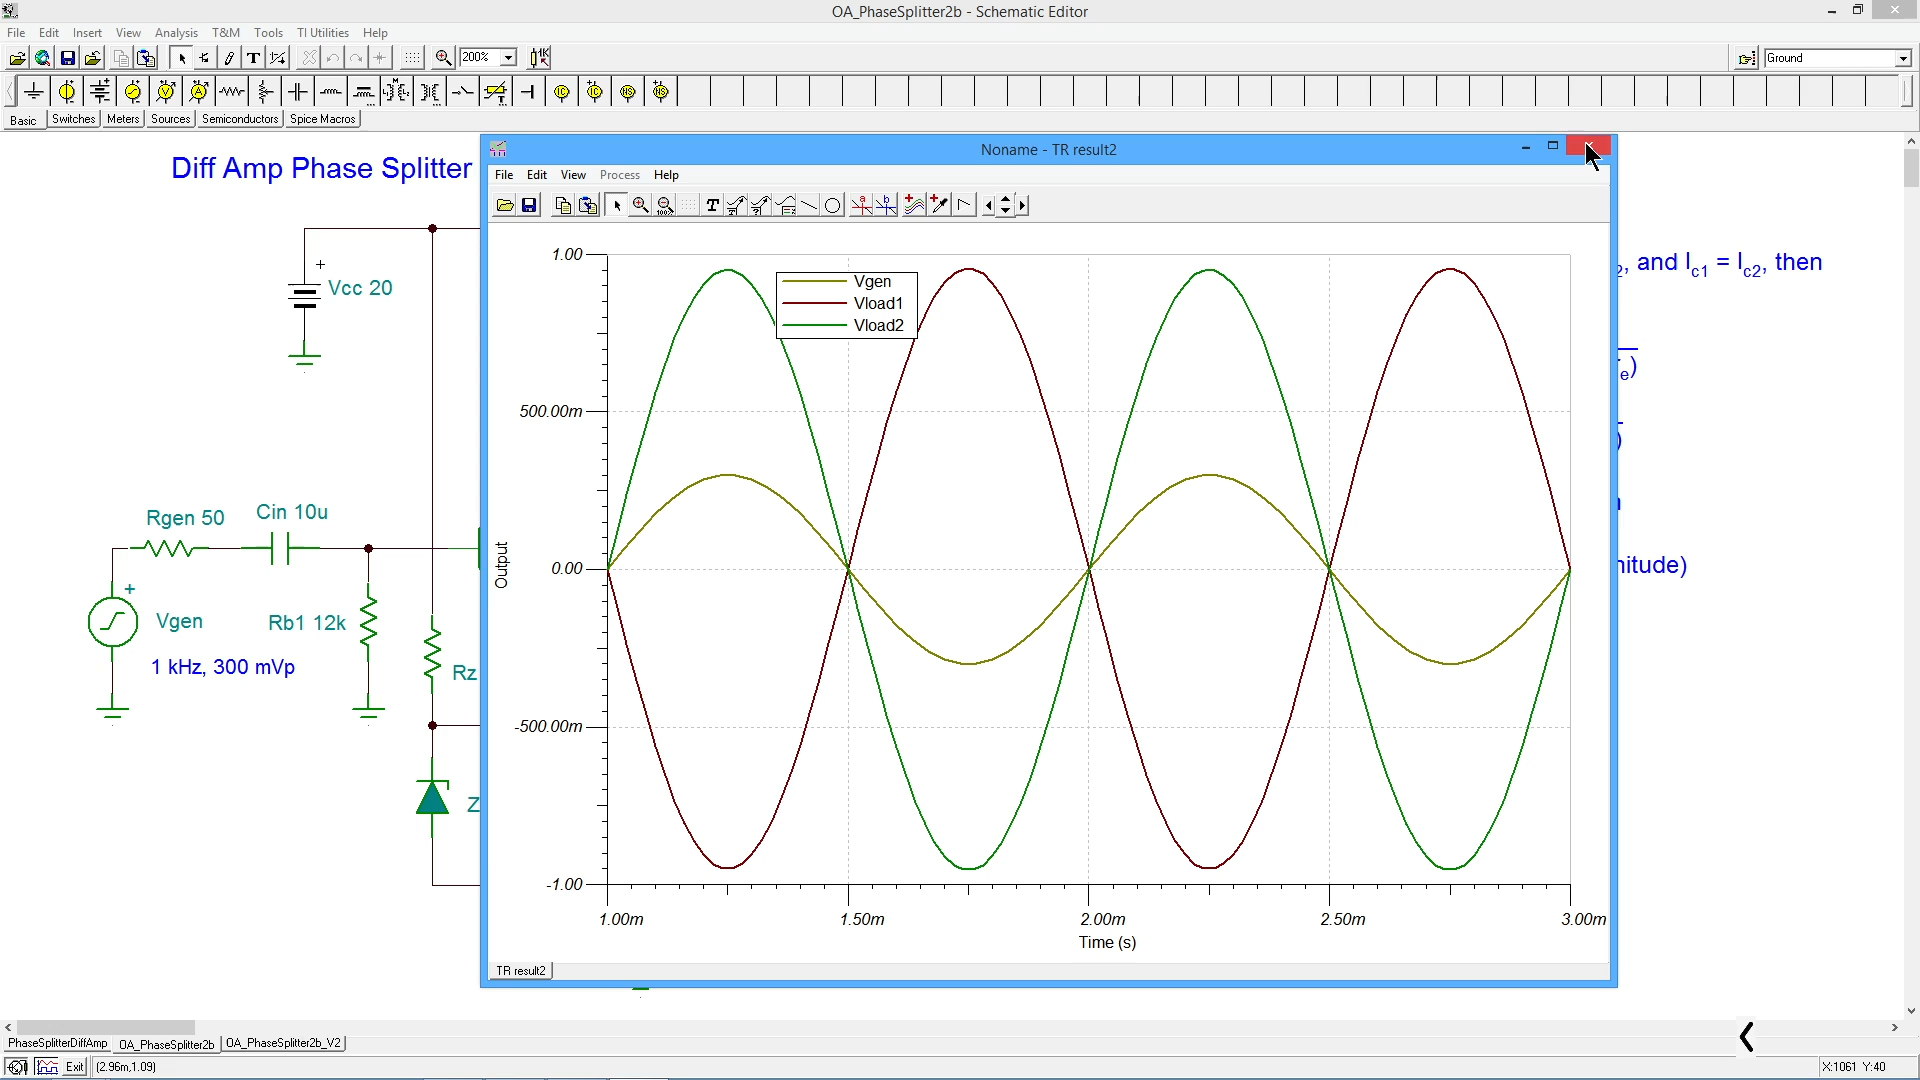 OA_PhaseSplitter2b - Schematic Editor
File Edit Insert View Analysis T&M Tools TI Utilities Help
200% Ground
Basic Switches Meters Sources Semiconductors Spice Macros
Diff Amp Phase Splitter
Vcc 20
Rgen 50
Cin 10u
Vgen
Rb1 12k
1 kHz, 300 mVp
Rz
Z
Noname - TR result2
File Edit View Process Help
1.00
500.00m
0.00
-500.00m
-1.00
Output
Vgen
Vload1
Vload2
1.00m 1.50m 2.00m 2.50m 3.00m
Time (s)
TR result2
, and Ic1 = Ic2, then
e)
)
nitude)
PhaseSplitterDiffAmp OA_PhaseSplitter2b OA_PhaseSplitter2b_V2
Exit (2.96m,1.09) X:1061 Y:40